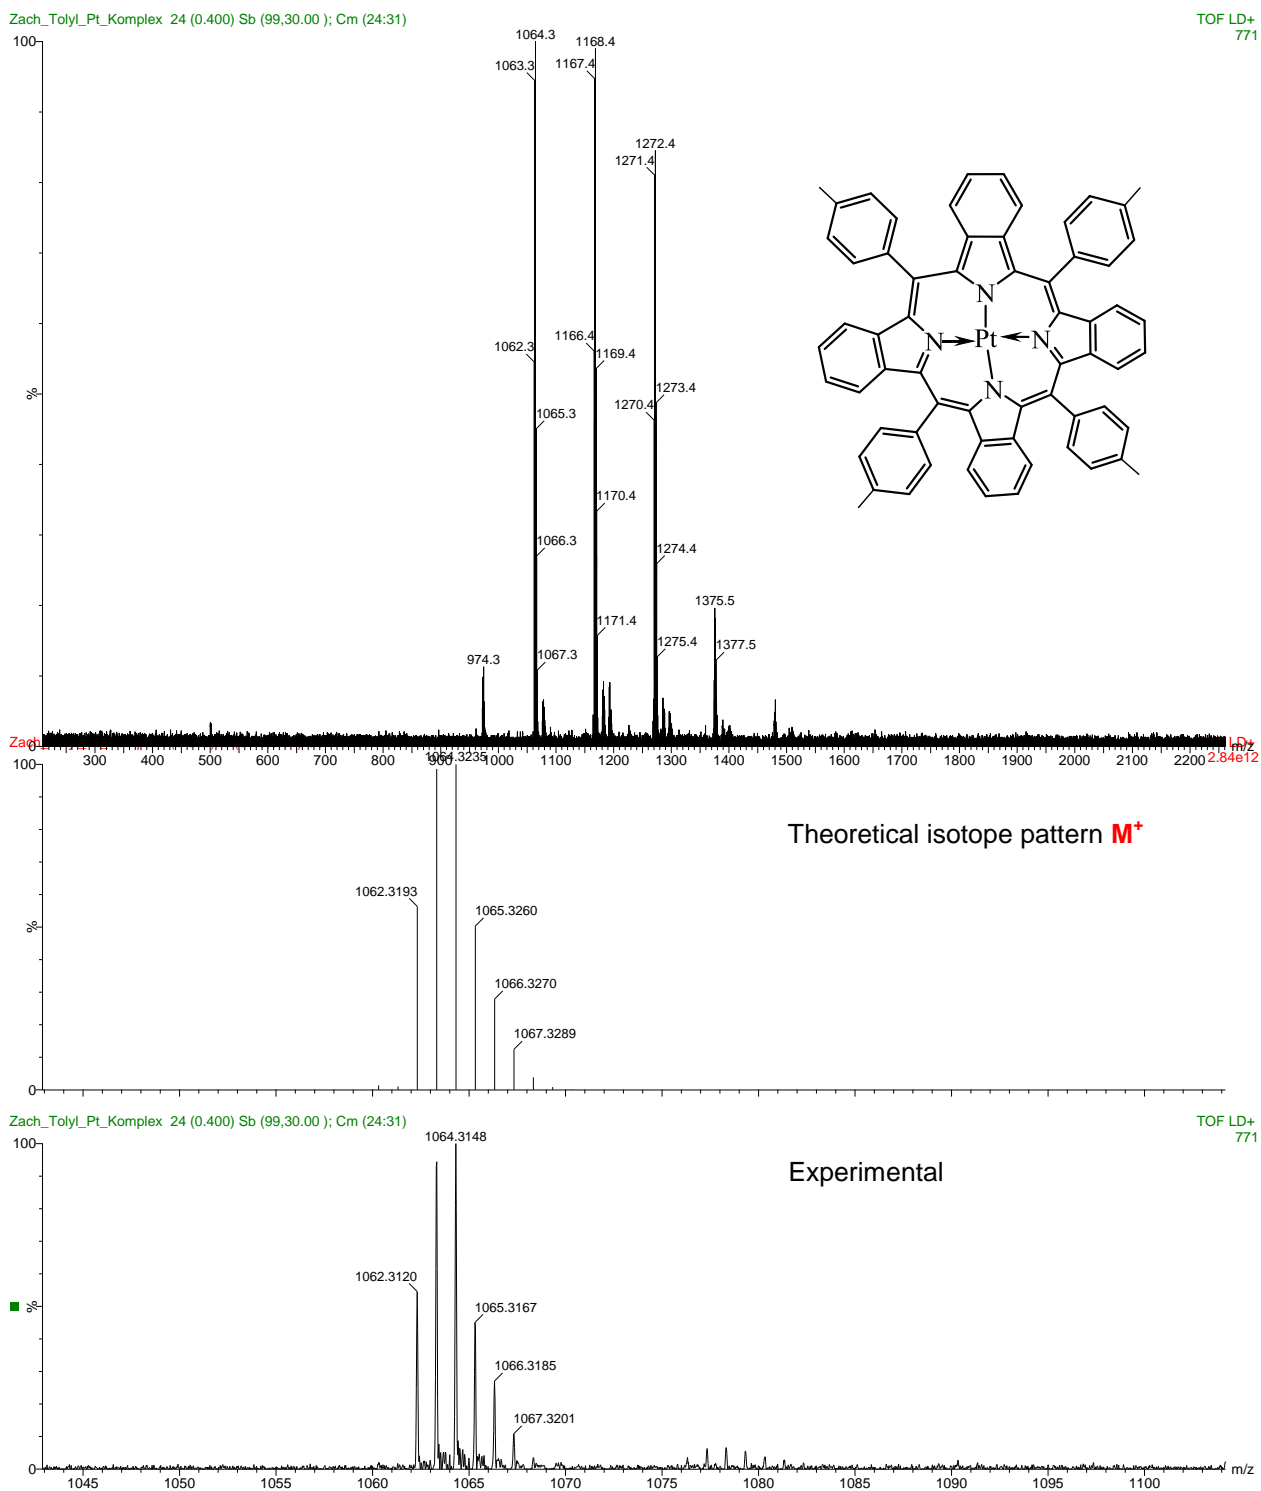 Zach_Tolyl_Pt_Komplex 24 (0.400) Sb (99,30.00 ); Cm (24:31)
TOF LD+
771
100
%
0
1064.3
1063.3
1062.3
1065.3
1066.3
1067.3
974.3
1168.4
1167.4
1166.4
1169.4
1170.4
1171.4
1272.4
1271.4
1270.4
1273.4
1274.4
1275.4
1375.5
1377.5
N
N
Pt
N
N
300 400 500 600 700 800 900 1000 1100 1200 1300 1400 1500 1600 1700 1800 1900 2000 2100 2200
m/z
Zach_
LD+
2.84e12
100
%
0
1064.3235
1062.3193
1065.3260
1066.3270
1067.3289
Theoretical isotope pattern M+
Zach_Tolyl_Pt_Komplex 24 (0.400) Sb (99,30.00 ); Cm (24:31)
TOF LD+
771
100
%
0
1064.3148
1062.3120
1065.3167
1066.3185
1067.3201
Experimental
1045 1050 1055 1060 1065 1070 1075 1080 1085 1090 1095 1100
m/z